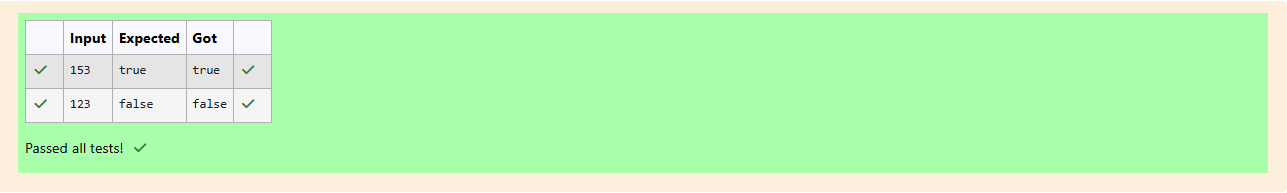 Input Expected Got
153 true true
123 false false
Passed all tests!